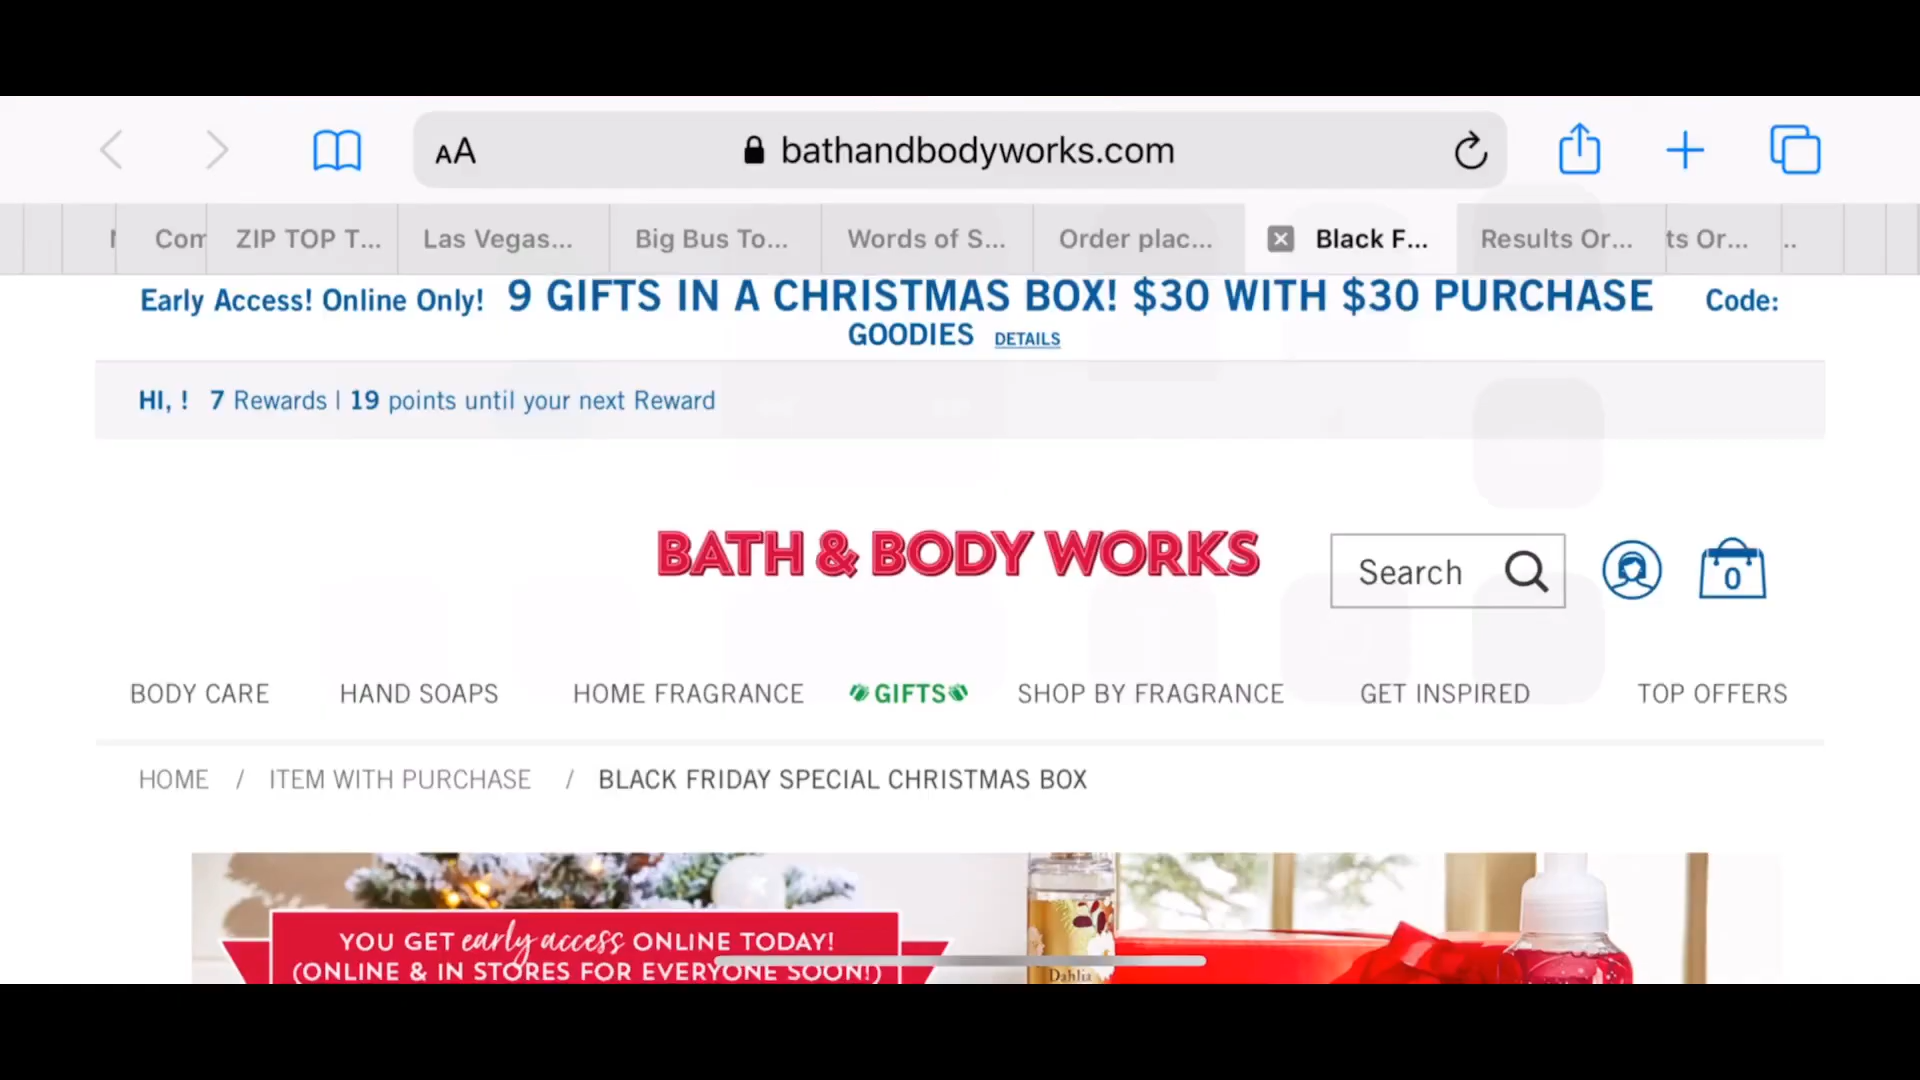 AA bathandbodyworks.com
Com ZIP TOP T... Las Vegas... Big Bus To... Words of S... Order plac... Black F... Results Or... ts Or... ..
Early Access! Online Only! 9 GIFTS IN A CHRISTMAS BOX! $30 WITH $30 PURCHASE Code:
GOODIES DETAILS
HI, ! 7 Rewards | 19 points until your next Reward
BATH & BODY WORKS
Search
0
BODY CARE HAND SOAPS HOME FRAGRANCE GIFTS SHOP BY FRAGRANCE GET INSPIRED TOP OFFERS
HOME / ITEM WITH PURCHASE / BLACK FRIDAY SPECIAL CHRISTMAS BOX
YOU GET early access ONLINE TODAY!
(ONLINE & IN STORES FOR EVERYONE SOON!)
Dahlia